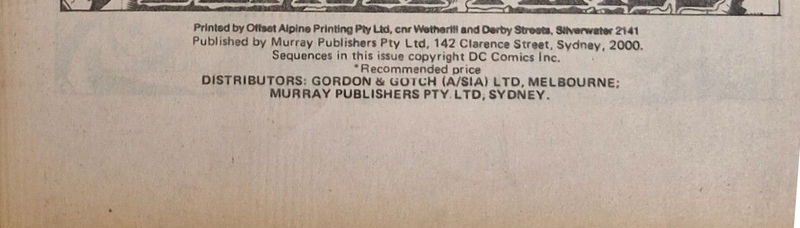 Printed by Offset Alpine Printing Pty Ltd, cnr Wetherill and Derby Streets, Silverwater 2141
Published by Murray Publishers Pty Ltd, 142 Clarence Street, Sydney, 2000.
Sequences in this issue copyright DC Comics Inc.
*Recommended price
DISTRIBUTORS: GORDON & GOTCH (A/SIA) LTD, MELBOURNE;
MURRAY PUBLISHERS PTY. LTD, SYDNEY.